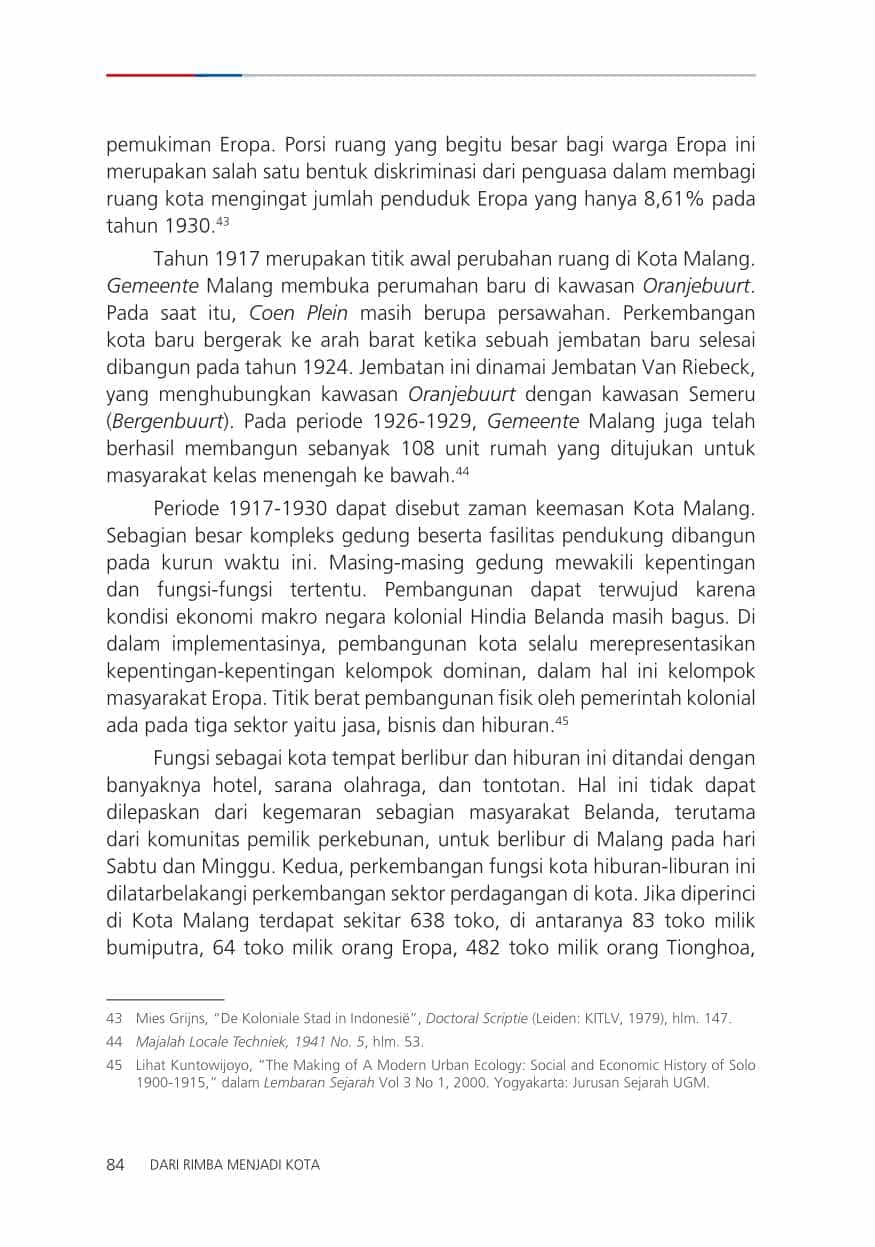 pemukiman Eropa. Porsi ruang yang begitu besar bagi warga Eropa ini
merupakan salah satu bentuk diskriminasi dari penguasa dalam membagi
ruang kota mengingat jumlah penduduk Eropa yang hanya 8,61% pada
tahun 1930.43
Tahun 1917 merupakan titik awal perubahan ruang di Kota Malang.
Gemeente Malang membuka perumahan baru di kawasan Oranjebuurt.
Pada saat itu, Coen Plein masih berupa persawahan. Perkembangan
kota baru bergerak ke arah barat ketika sebuah jembatan baru selesai
dibangun pada tahun 1924. Jembatan ini dinamai Jembatan Van Riebeck,
yang menghubungkan kawasan Oranjebuurt dengan kawasan Semeru
(Bergenbuurt). Pada periode 1926-1929, Gemeente Malang juga telah
berhasil membangun sebanyak 108 unit rumah yang ditujukan untuk
masyarakat kelas menengah ke bawah.44
Periode 1917-1930 dapat disebut zaman keemasan Kota Malang.
Sebagian besar kompleks gedung beserta fasilitas pendukung dibangun
pada kurun waktu ini. Masing-masing gedung mewakili kepentingan
dan fungsi-fungsi tertentu. Pembangunan dapat terwujud karena
kondisi ekonomi makro negara kolonial Hindia Belanda masih bagus. Di
dalam implementasinya, pembangunan kota selalu merepresentasikan
kepentingan-kepentingan kelompok dominan, dalam hal ini kelompok
masyarakat Eropa. Titik berat pembangunan fisik oleh pemerintah kolonial
ada pada tiga sektor yaitu jasa, bisnis dan hiburan.45
Fungsi sebagai kota tempat berlibur dan hiburan ini ditandai dengan
banyaknya hotel, sarana olahraga, dan tontotan. Hal ini tidak dapat
dilepaskan dari kegemaran sebagian masyarakat Belanda, terutama
dari komunitas pemilik perkebunan, untuk berlibur di Malang pada hari
Sabtu dan Minggu. Kedua, perkembangan fungsi kota hiburan-liburan ini
dilatarbelakangi perkembangan sektor perdagangan di kota. Jika diperinci
di Kota Malang terdapat sekitar 638 toko, di antaranya 83 toko milik
bumiputra, 64 toko milik orang Eropa, 482 toko milik orang Tionghoa,
43 Mies Grijns, “De Koloniale Stad in Indonesië”, Doctoral Scriptie (Leiden: KITLV, 1979), hlm. 147.
44 Majalah Locale Techniek, 1941 No. 5, hlm. 53.
45 Lihat Kuntowijoyo, “The Making of A Modern Urban Ecology: Social and Economic History of Solo
1900-1915,” dalam Lembaran Sejarah Vol 3 No 1, 2000. Yogyakarta: Jurusan Sejarah UGM.
84 DARI RIMBA MENJADI KOTA